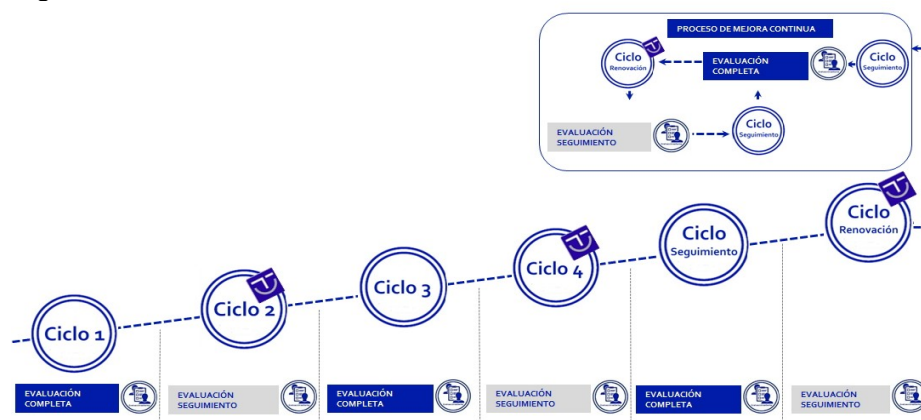 PROCESO DE MEJORA CONTINUA
Ciclo
Renovación
EVALUACIÓN
COMPLETA
Ciclo
Seguimiento
EVALUACIÓN
SEGUIMIENTO
Ciclo
Seguimiento
Ciclo 1
Ciclo 2
Ciclo 3
Ciclo 4
Ciclo
Seguimiento
Ciclo
Renovación
EVALUACIÓN
COMPLETA
EVALUACIÓN
SEGUIMIENTO
EVALUACIÓN
COMPLETA
EVALUACIÓN
SEGUIMIENTO
EVALUACIÓN
COMPLETA
EVALUACIÓN
SEGUIMIENTO